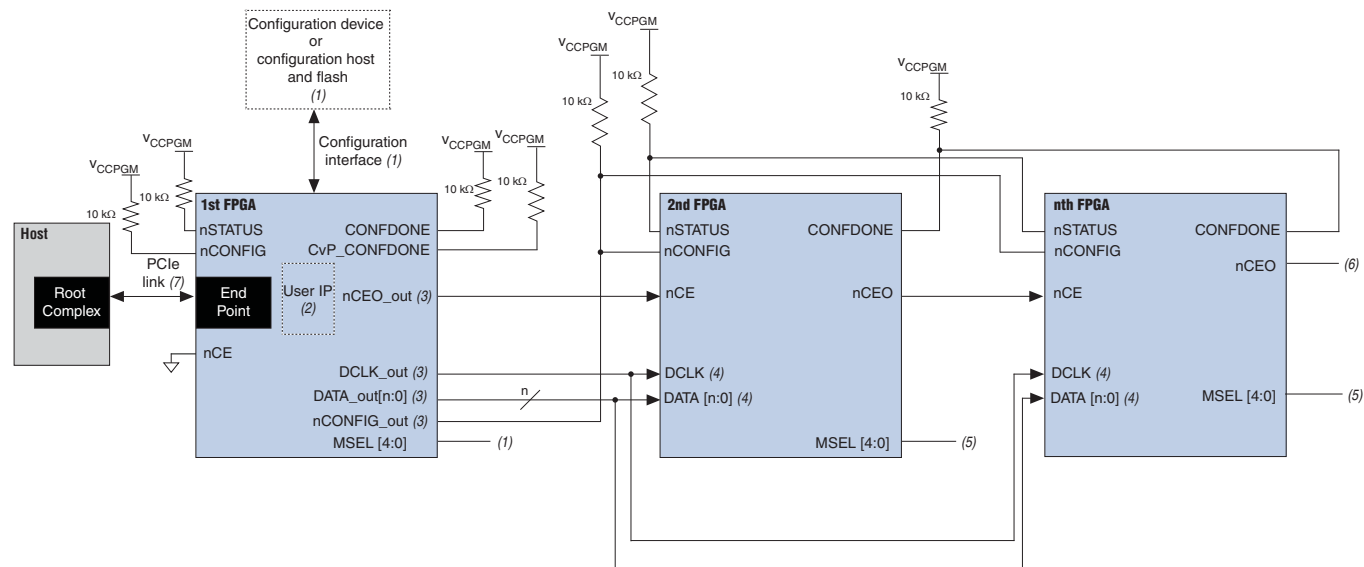 Configuration device
or
configuration host
and flash
(1)
Configuration
interface (1)
VCCPGM
10 kΩ
VCCPGM
10 kΩ
VCCPGM
10 kΩ
VCCPGM
10 kΩ
VCCPGM
10 kΩ
VCCPGM
10 kΩ
VCCPGM
10 kΩ
Host
Root
Complex
PCIe
link (7)
1st FPGA
nSTATUS
nCONFIG
End
Point
User IP
(2)
nCE
CONFDONE
CvP_CONFDONE
nCEO_out (3)
DCLK_out (3)
DATA_out[n:0] (3)
nCONFIG_out (3)
MSEL [4:0]
(1)
n
2nd FPGA
nSTATUS
nCONFIG
nCE
DCLK (4)
DATA [n:0] (4)
CONFDONE
nCEO
MSEL [4:0]
(5)
nth FPGA
nSTATUS
nCONFIG
nCE
DCLK (4)
DATA [n:0] (4)
CONFDONE
nCEO
(6)
MSEL [4:0]
(5)